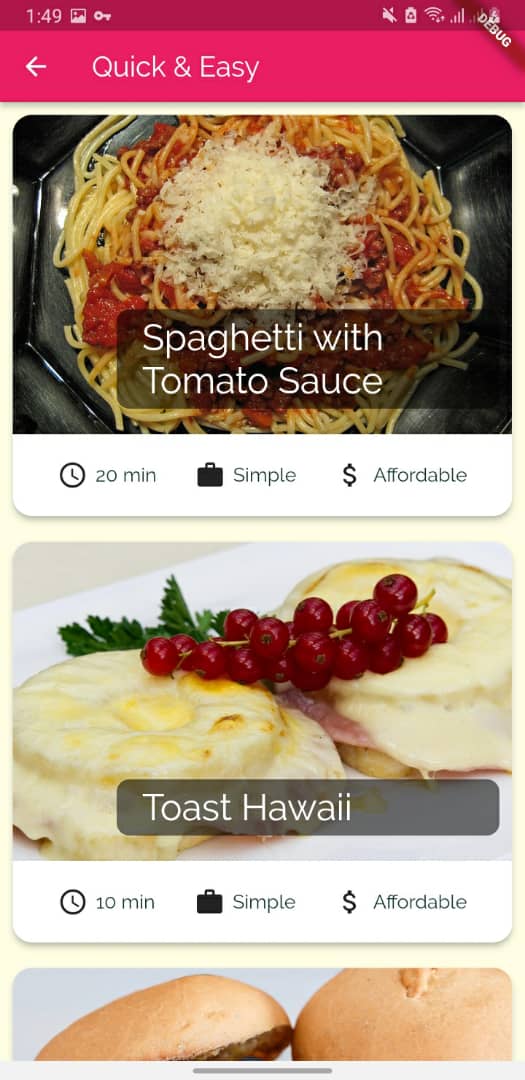 1:49
DEBUG
Quick & Easy
Spaghetti with
Tomato Sauce
20 min Simple $ Affordable
Toast Hawaii
10 min Simple $ Affordable